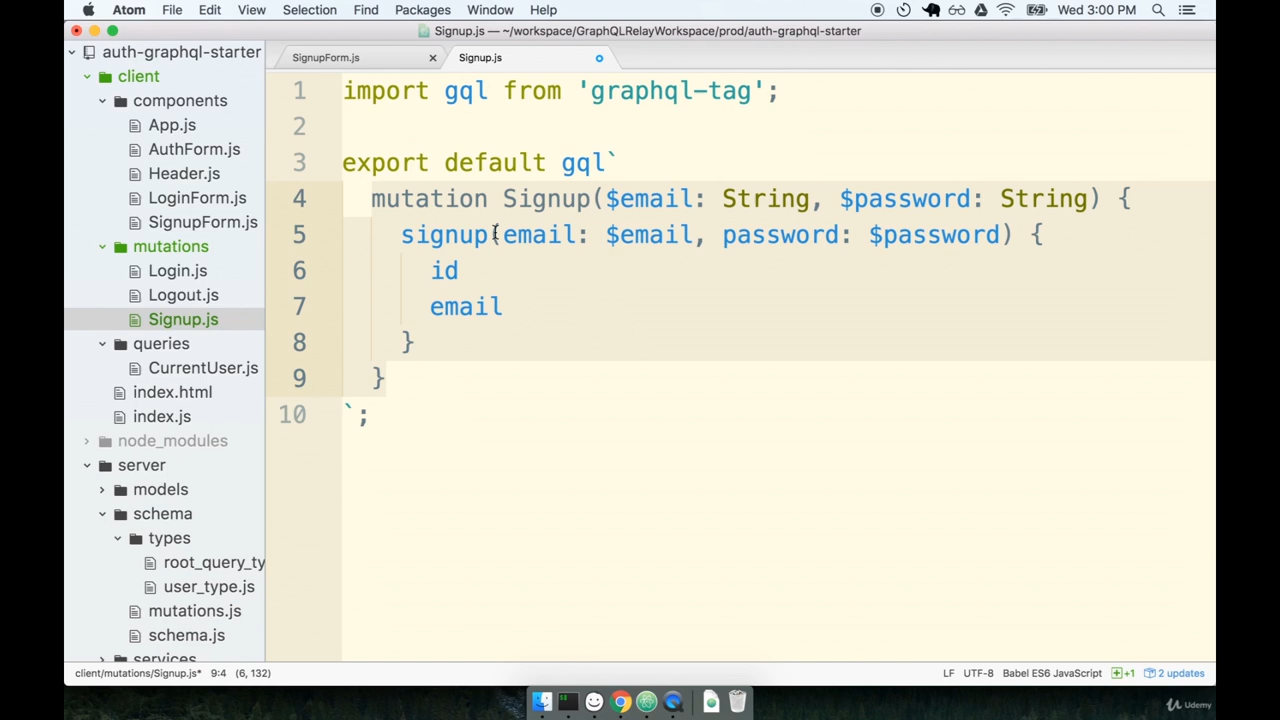 Atom File Edit View Selection Find Packages Window Help Wed 3:00 PM
Signup.js — ~/workspace/GraphQLRelayWorkspace/prod/auth-graphql-starter
auth-graphql-starter
client
components
App.js
AuthForm.js
Header.js
LoginForm.js
SignupForm.js
mutations
Login.js
Logout.js
Signup.js
queries
CurrentUser.js
index.html
index.js
node_modules
server
models
schema
types
root_query_ty
user_type.js
mutations.js
schema.js
services
SignupForm.js Signup.js
1 import gql from 'graphql-tag';
2
3 export default gql`
4 mutation Signup($email: String, $password: String) {
5 signup(email: $email, password: $password) {
6 id
7 email
8 }
9 }
10 `;
client/mutations/Signup.js* 9:4 (6, 132) LF UTF-8 Babel ES6 JavaScript +1 2 updates
Udemy